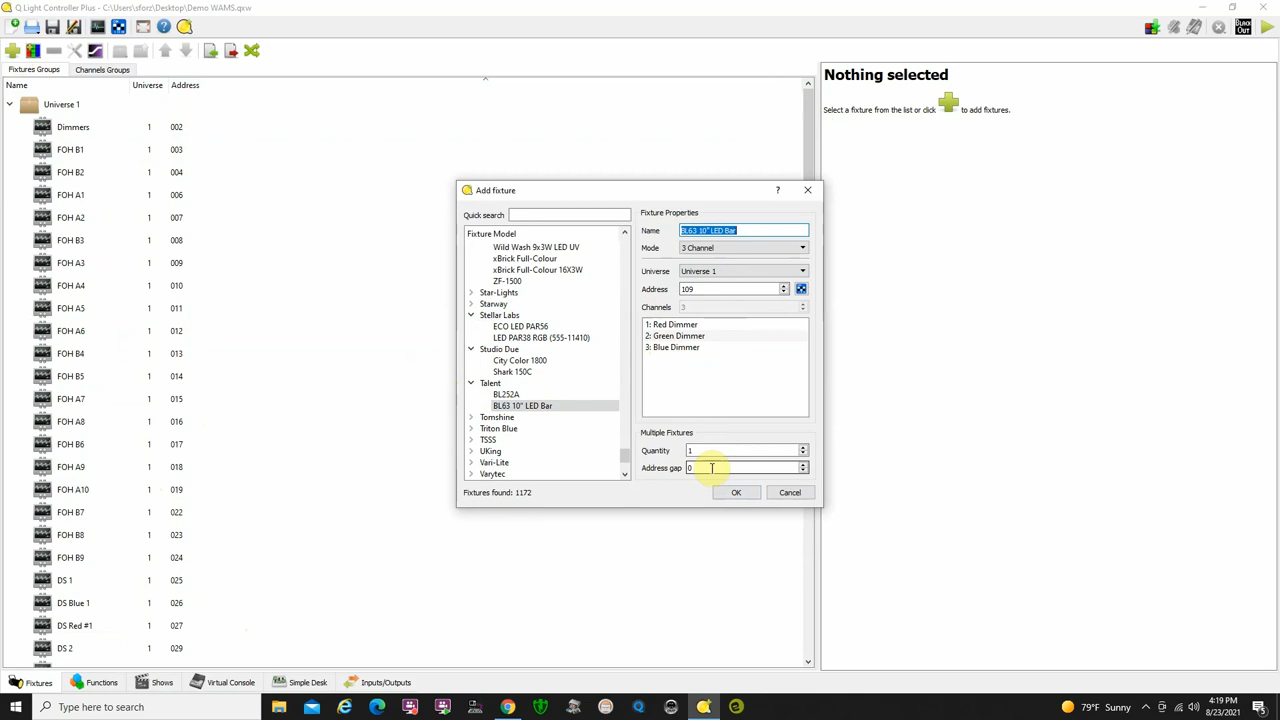 Q Light Controller Plus - C:\Users\sforz\Desktop\Demo WAMS.qxw
BLACK OUT
Fixtures Groups Channels Groups
Name Universe Address
Universe 1
Dimmers 1 002
FOH B1 1 003
FOH B2 1 004
FOH A1 1 006
FOH A2 1 007
FOH B3 1 008
FOH A3 1 009
FOH A4 1 010
FOH A5 1 011
FOH A6 1 012
FOH B4 1 013
FOH B5 1 014
FOH A7 1 015
FOH A8 1 016
FOH B6 1 017
FOH A9 1 018
FOH A10 1 019
FOH B7 1 022
FOH B8 1 023
FOH B9 1 024
DS 1 1 025
DS Blue 1 1 026
DS Red #1 1 027
DS 2 1 029
Nothing selected
Select a fixture from the list or click to add fixtures.
Add fixture
?
Quick search
Fixture Model
Wild Wash 9x3W LED UV
xBrick Full-Colour
xBrick Full-Colour 16X3W
ZF-1500
Star-Lights
Starway
Stellar Labs
ECO LED PAR56
LED PAR38 RGB (555-11410)
Studio Due
City Color 1800
Shark 150C
Talent
BL252A
BL63 10" LED Bar
Tomshine
Triton Blue
TSSS
UKing
Vari-Lite
Varytec
Fixtures found: 1172
Fixture Properties
Name BL63 10" LED Bar
Mode 3 Channel
Universe Universe 1
Address 109
Channels 3
1: Red Dimmer
2: Green Dimmer
3: Blue Dimmer
Multiple Fixtures
Quantity 1
Address gap 0
OK Cancel
Fixtures Functions Shows Virtual Console Simple Desk Inputs/Outputs
Type here to search
79°F Sunny
4:19 PM
8/23/2021